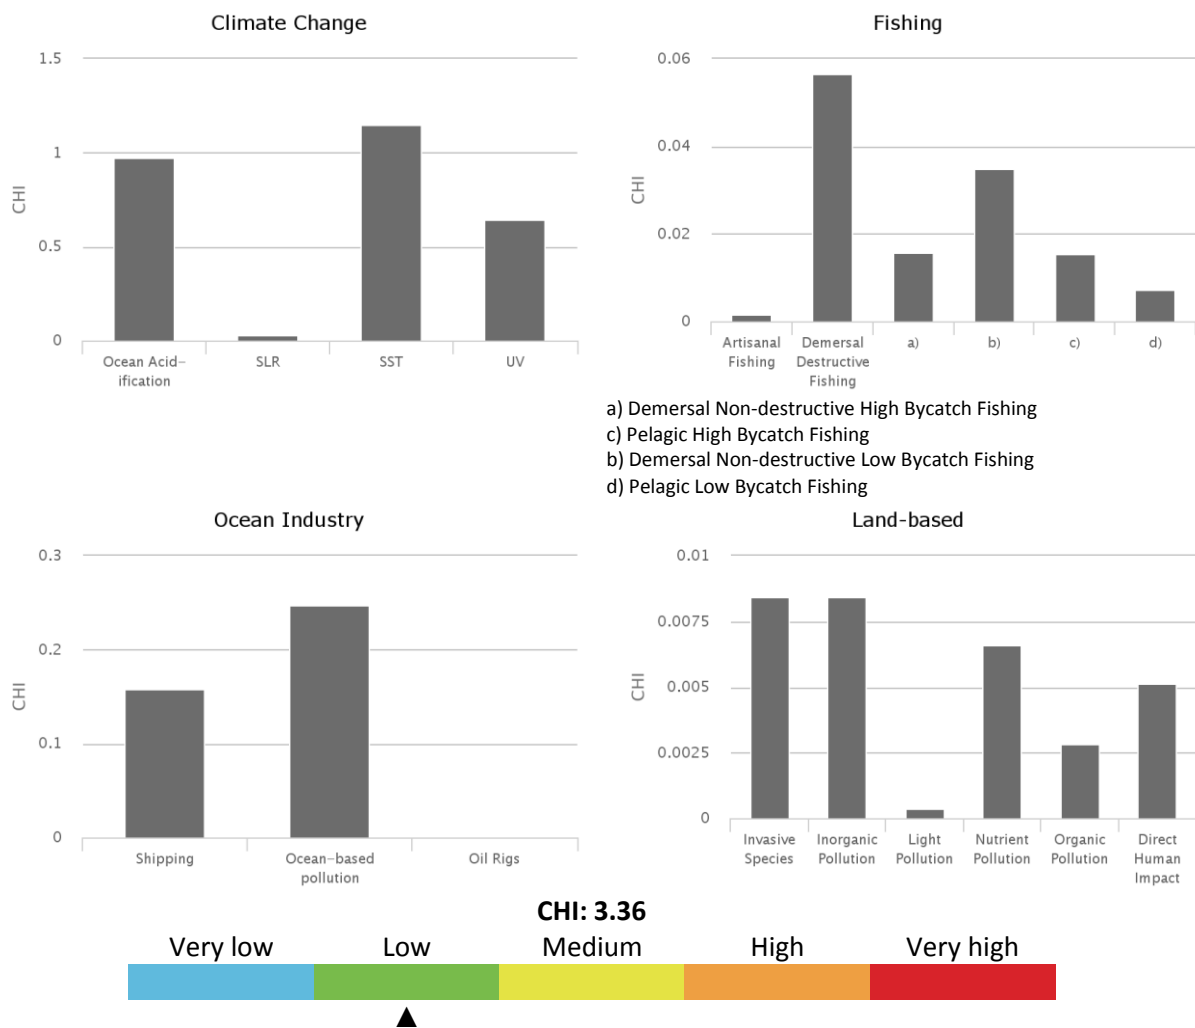 Climate Change
1.5
1
0.5
0
CHI
Ocean Acid–
ification
SLR
SST
UV
Fishing
0.06
0.04
0.02
0
CHI
Artisanal
Fishing
Demersal
Destructive
Fishing
a)
b)
c)
d)
a) Demersal Non-destructive High Bycatch Fishing
c) Pelagic High Bycatch Fishing
b) Demersal Non-destructive Low Bycatch Fishing
d) Pelagic Low Bycatch Fishing
Ocean Industry
0.3
0.2
0.1
0
CHI
Shipping
Ocean–based
pollution
Oil Rigs
Land-based
0.01
0.0075
0.005
0.0025
0
CHI
Invasive
Species
Inorganic
Pollution
Light
Pollution
Nutrient
Pollution
Organic
Pollution
Direct
Human
Impact
CHI: 3.36
Very low
Low
Medium
High
Very high